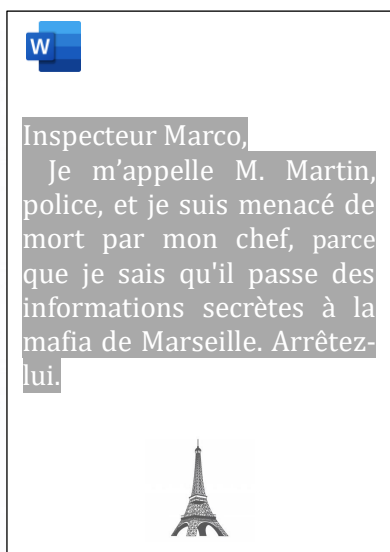 W
Inspecteur Marco,
Je m’appelle M. Martin,
police, et je suis menacé de
mort par mon chef, parce
que je sais qu'il passe des
informations secrètes à la
mafia de Marseille. Arrêtez-
lui.